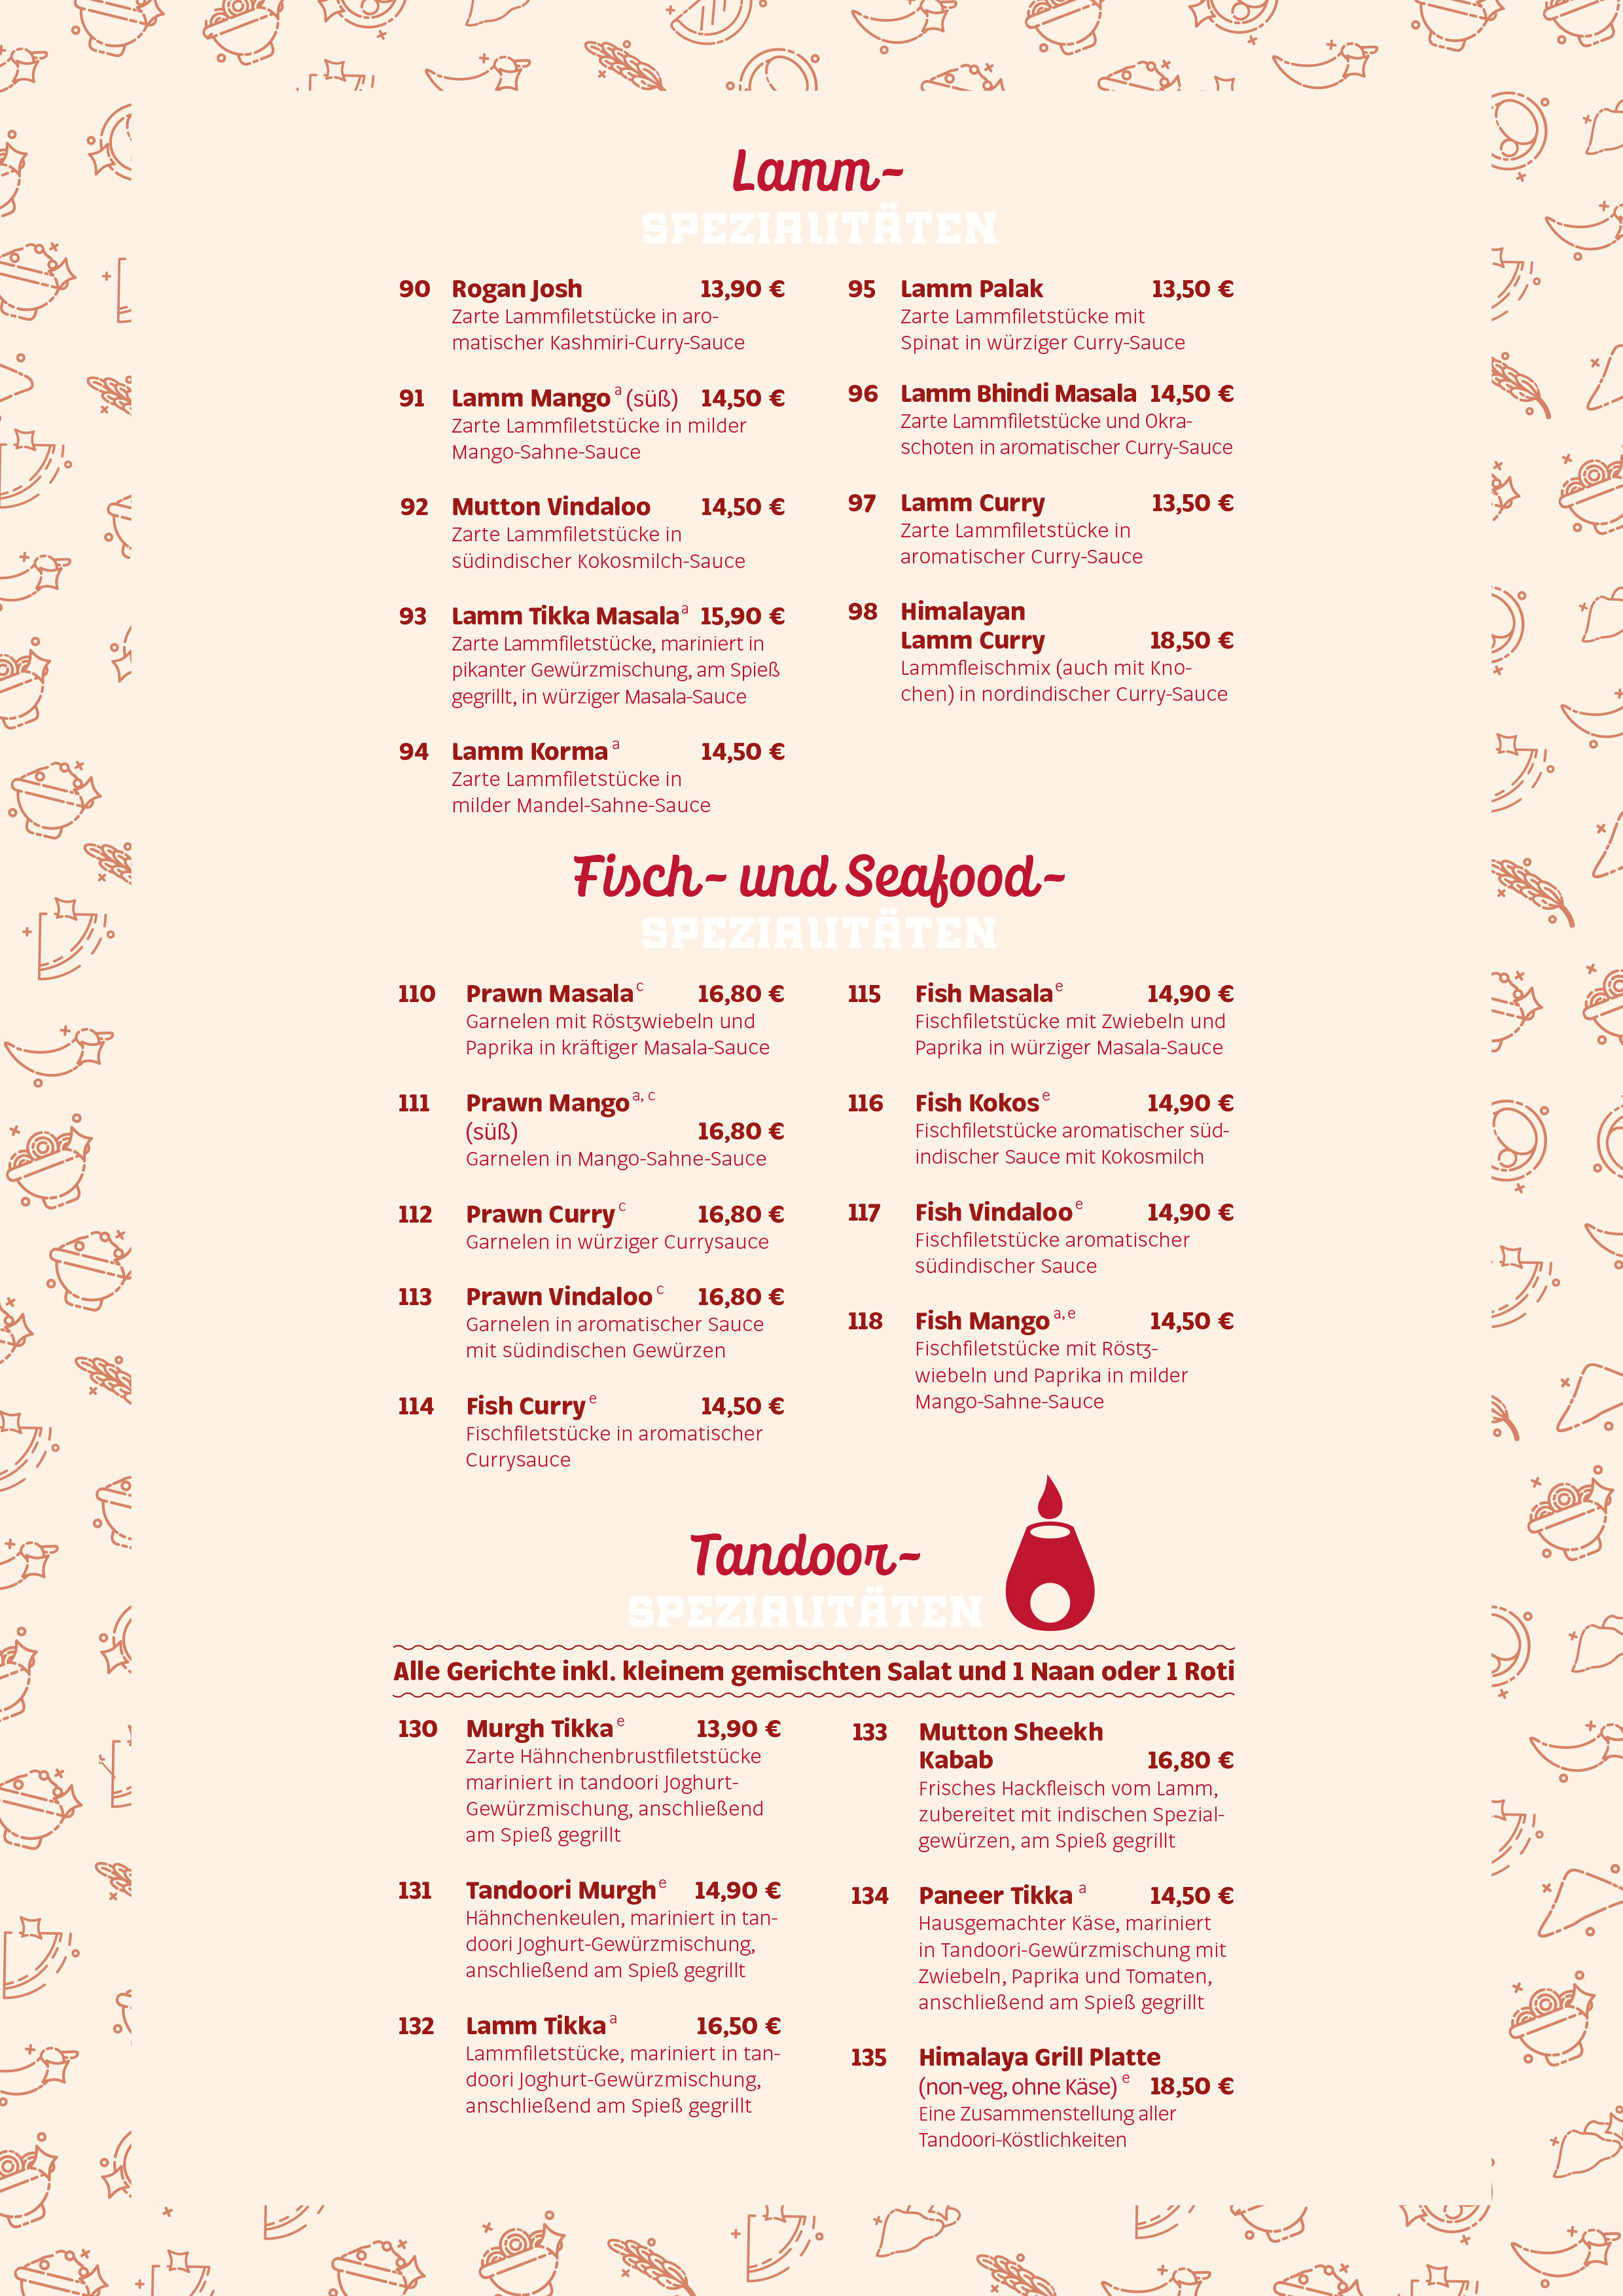 Lamm~
SPEZIALITÄTEN
90 Rogan Josh 13,90 €
Zarte Lammfiletstücke in aro-
matischer Kashmiri-Curry-Sauce
91 Lamm Mango a (süß) 14,50 €
Zarte Lammfiletstücke in milder
Mango-Sahne-Sauce
92 Mutton Vindaloo 14,50 €
Zarte Lammfiletstücke in
südindischer Kokosmilch-Sauce
93 Lamm Tikka Masala a 15,90 €
Zarte Lammfiletstücke, mariniert in
pikanter Gewürzmischung, am Spieß
gegrillt, in würziger Masala-Sauce
94 Lamm Korma a 14,50 €
Zarte Lammfiletstücke in
milder Mandel-Sahne-Sauce
95 Lamm Palak 13,50 €
Zarte Lammfiletstücke mit
Spinat in würziger Curry-Sauce
96 Lamm Bhindi Masala 14,50 €
Zarte Lammfiletstücke und Okra-
schoten in aromatischer Curry-Sauce
97 Lamm Curry 13,50 €
Zarte Lammfiletstücke in
aromatischer Curry-Sauce
98 Himalayan
Lamm Curry 18,50 €
Lammfleischmix (auch mit Kno-
chen) in nordindischer Curry-Sauce
Fisch~ und Seafood~
SPEZIALITÄTEN
110 Prawn Masala c 16,80 €
Garnelen mit Röstzwiebeln und
Paprika in kräftiger Masala-Sauce
111 Prawn Mango a, c
(süß) 16,80 €
Garnelen in Mango-Sahne-Sauce
112 Prawn Curry c 16,80 €
Garnelen in würziger Currysauce
113 Prawn Vindaloo c 16,80 €
Garnelen in aromatischer Sauce
mit südindischen Gewürzen
114 Fish Curry e 14,50 €
Fischfiletstücke in aromatischer
Currysauce
115 Fish Masala e 14,90 €
Fischfiletstücke mit Zwiebeln und
Paprika in würziger Masala-Sauce
116 Fish Kokos e 14,90 €
Fischfiletstücke aromatischer süd-
indischer Sauce mit Kokosmilch
117 Fish Vindaloo e 14,90 €
Fischfiletstücke aromatischer
südindischer Sauce
118 Fish Mango a, e 14,50 €
Fischfiletstücke mit Röstz-
wiebeln und Paprika in milder
Mango-Sahne-Sauce
Tandoor~
SPEZIALITÄTEN
Alle Gerichte inkl. kleinem gemischten Salat und 1 Naan oder 1 Roti
130 Murgh Tikka e 13,90 €
Zarte Hähnchenbrustfiletstücke
mariniert in tandoori Joghurt-
Gewürzmischung, anschließend
am Spieß gegrillt
131 Tandoori Murgh e 14,90 €
Hähnchenkeulen, mariniert in tan-
doori Joghurt-Gewürzmischung,
anschließend am Spieß gegrillt
132 Lamm Tikka a 16,50 €
Lammfiletstücke, mariniert in tan-
doori Joghurt-Gewürzmischung,
anschließend am Spieß gegrillt
133 Mutton Sheekh
Kabab 16,80 €
Frisches Hackfleisch vom Lamm,
zubereitet mit indischen Spezial-
gewürzen, am Spieß gegrillt
134 Paneer Tikka a 14,50 €
Hausgemachter Käse, mariniert
in Tandoori-Gewürzmischung mit
Zwiebeln, Paprika und Tomaten,
anschließend am Spieß gegrillt
135 Himalaya Grill Platte
(non-veg, ohne Käse) e 18,50 €
Eine Zusammenstellung aller
Tandoori-Köstlichkeiten